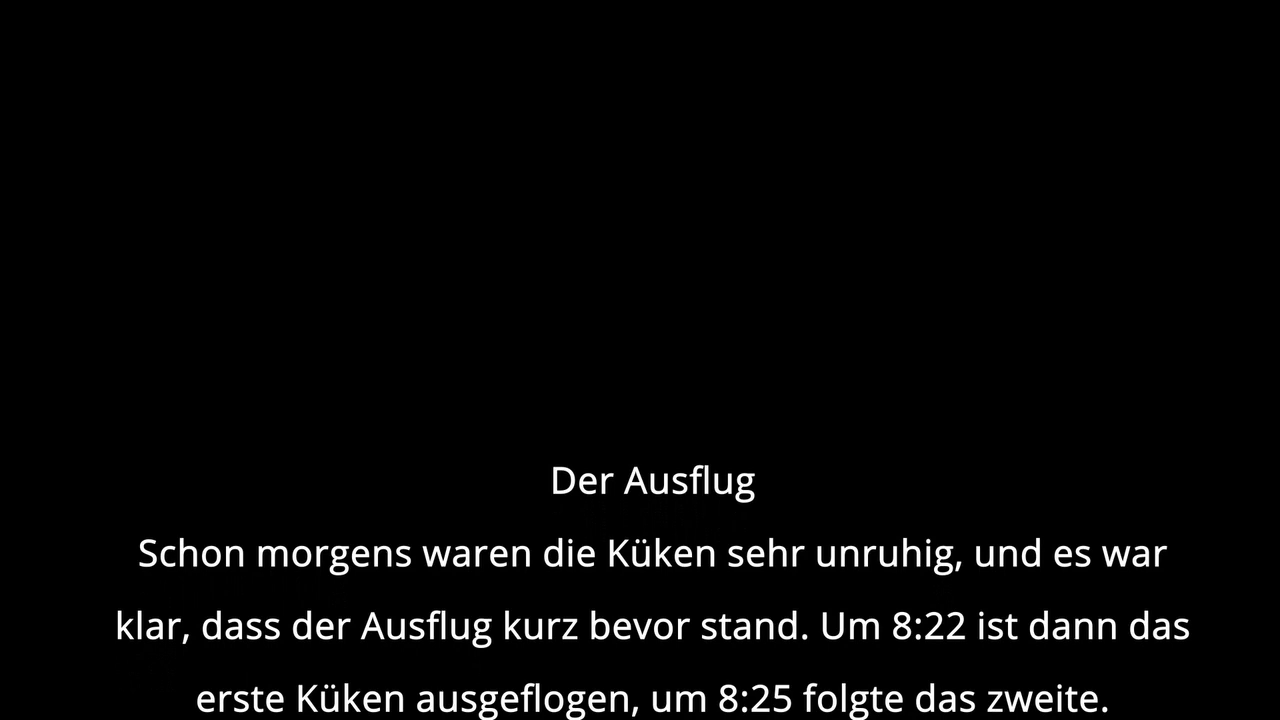 Der Ausflug
Schon morgens waren die Küken sehr unruhig, und es war
klar, dass der Ausflug kurz bevor stand. Um 8:22 ist dann das
erste Küken ausgeflogen, um 8:25 folgte das zweite.